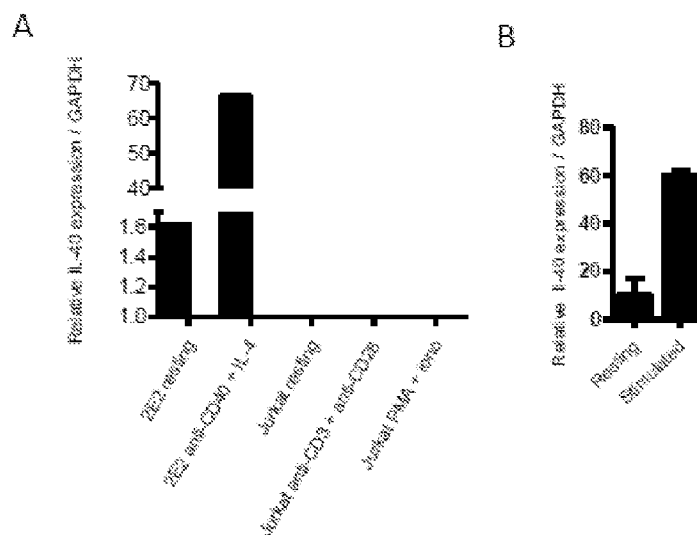 A
Relative IL-40 expression / GAPDH
70
60
50
40
1.6
1.4
1.2
1.0
2E2 resting
2E2 anti-CD40 + IL-4
Jurkat resting
Jurkat anti-CD3 + anti-CD28
Jurkat PMA + iono
B
Relative IL-40 expression / GAPDH
80
60
40
20
0
Resting
Stimulated